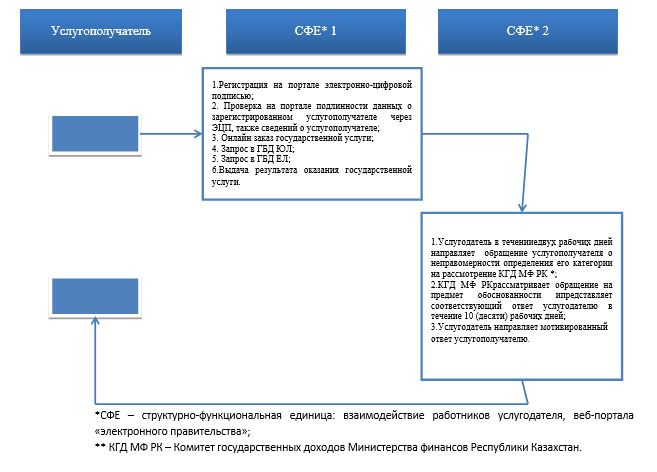 Услугополучатель
СФЕ* 1
СФЕ* 2
1.Регистрация на портале электронно-цифровой
подписью;
2. Проверка на портале подлинности данных о
зарегистрированном услугополучателе через
ЭЦП, также сведений о услугополучателе;
3. Онлайн заказ государственной услуги;
4. Запрос в ГБД ЮЛ;
5. Запрос в ГБД ЕЛ;
6.Выдача результата оказания государственной
услуги.
1.Услугодатель в теченииедвух рабочих дней
направляет обращение услугополучателя о
неправомерности определения его категории
на рассмотрение КГД МФ РК *;
2.КГД МФ РКрассматривает обращение на
предмет обоснованности ипредставляет
соответствующий ответ услугодателю в
течение 10 (десяти) рабочих дней;
3.Услугодатель направляет мотивированный
ответ услугополучателю.
*СФЕ – структурно-функциональная единица: взаимодействие работников услугодателя, веб-портала
«электронного правительства»;
** КГД МФ РК – Комитет государственных доходов Министерства финансов Республики Казахстан.